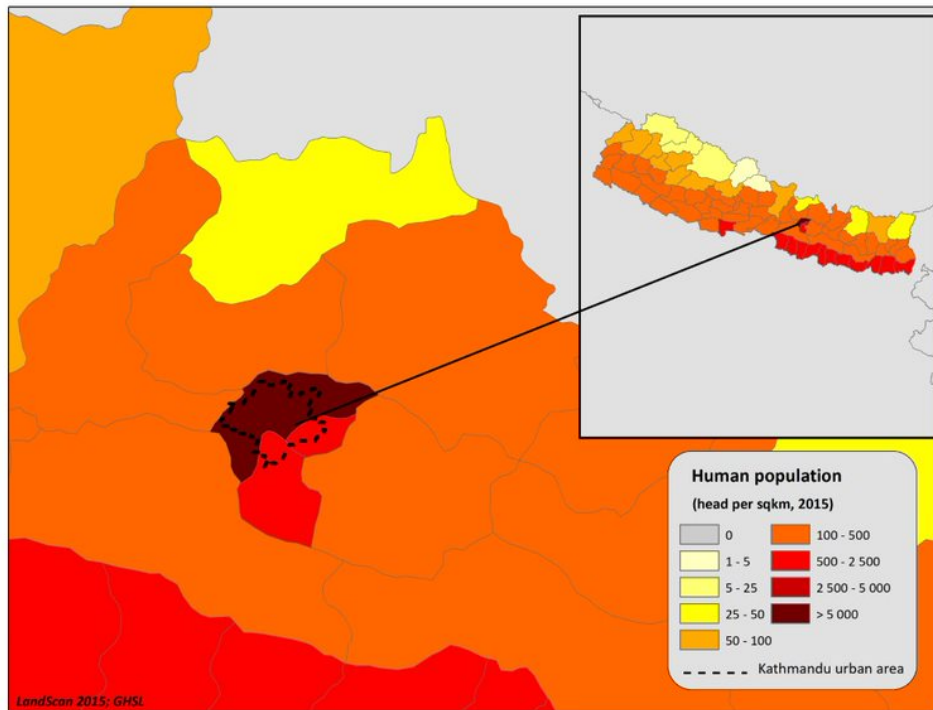 Human population
(head per sqkm, 2015)
0
1 - 5
5 - 25
25 - 50
50 - 100
100 - 500
500 - 2 500
2 500 - 5 000
> 5 000
Kathmandu urban area
LandScan 2015; GHSL